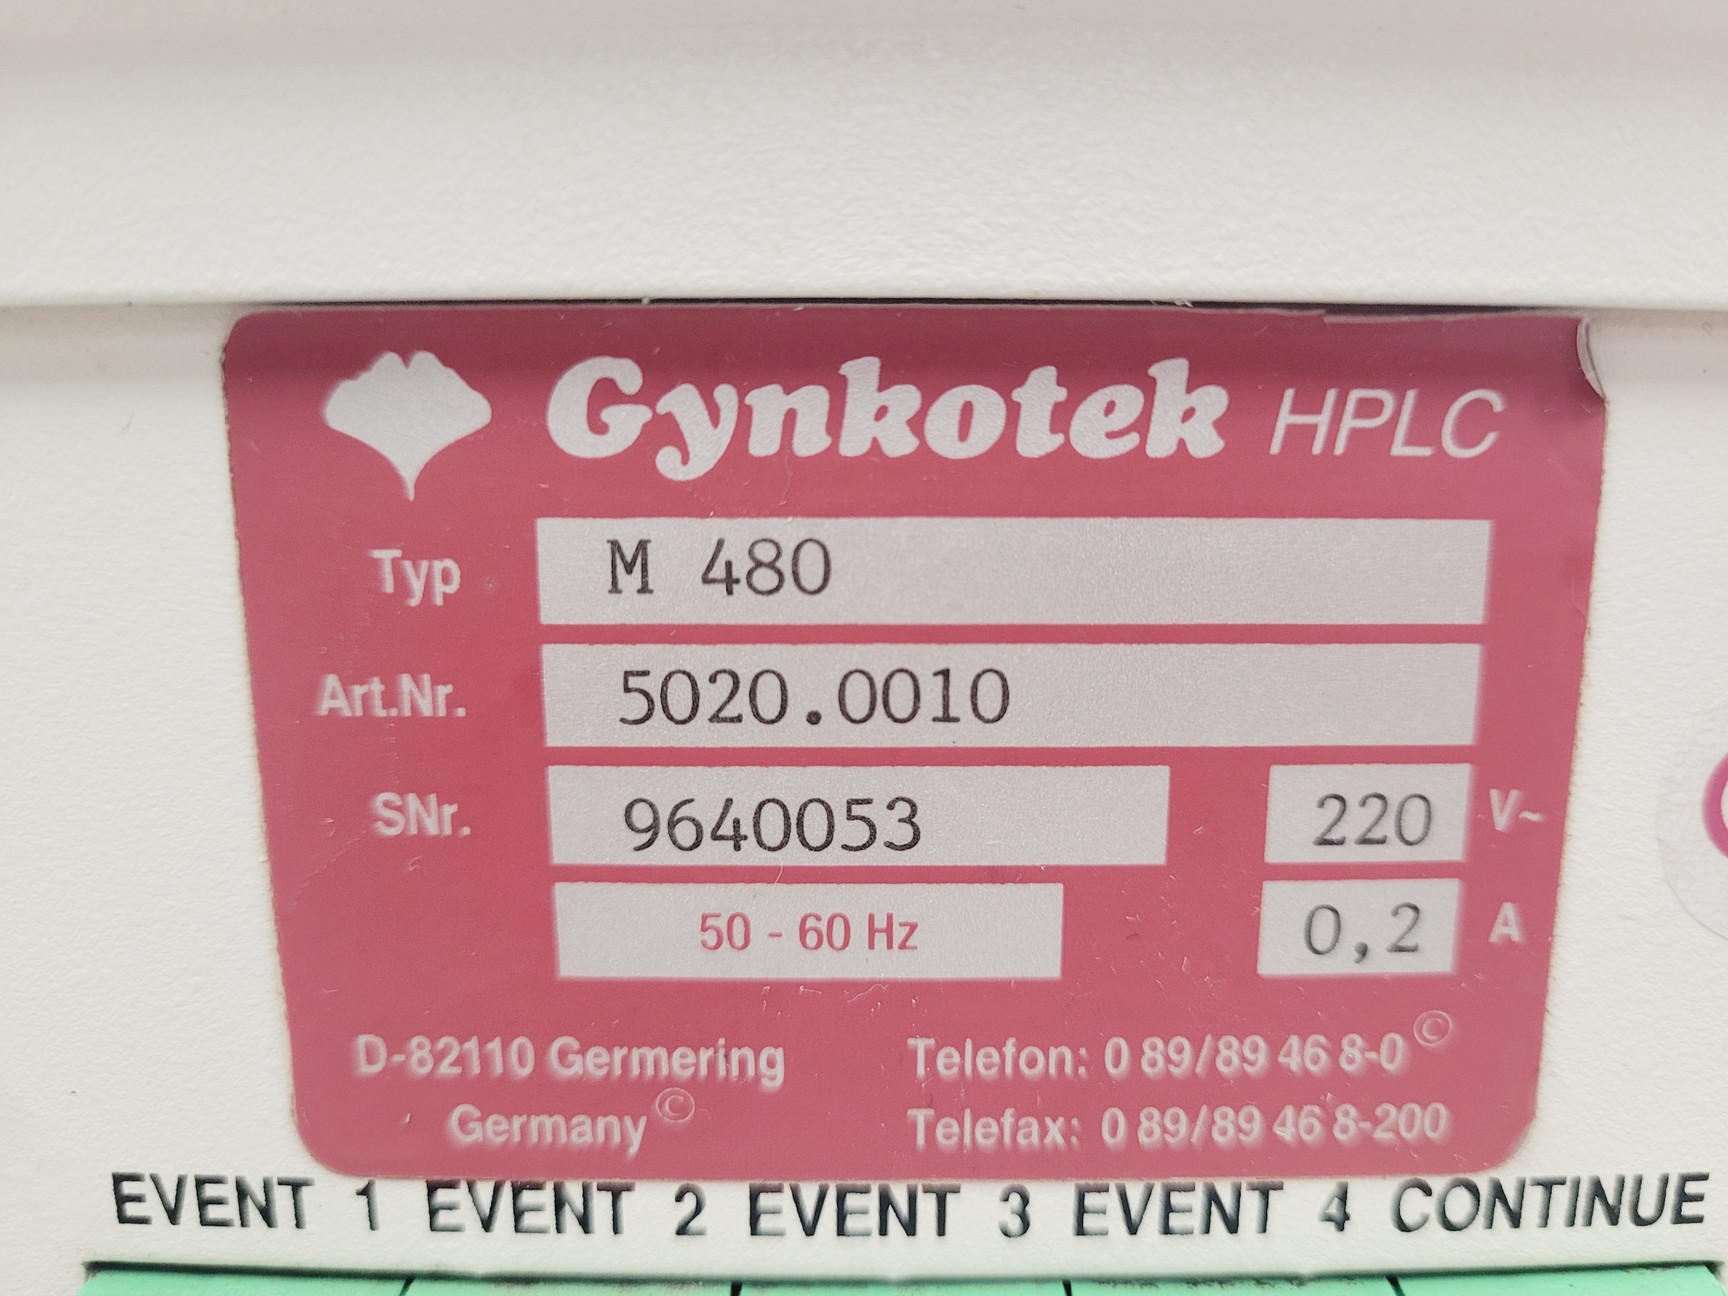 Gynkotek HPLC
Typ M 480
Art.Nr. 5020.0010
SNr. 9640053 220 V~
50 - 60 Hz 0,2 A
D-82110 Germering Telefon: 0 89/89 46 8-0 ©
Germany © Telefax: 0 89/89 46 8-200
EVENT 1 EVENT 2 EVENT 3 EVENT 4 CONTINUE